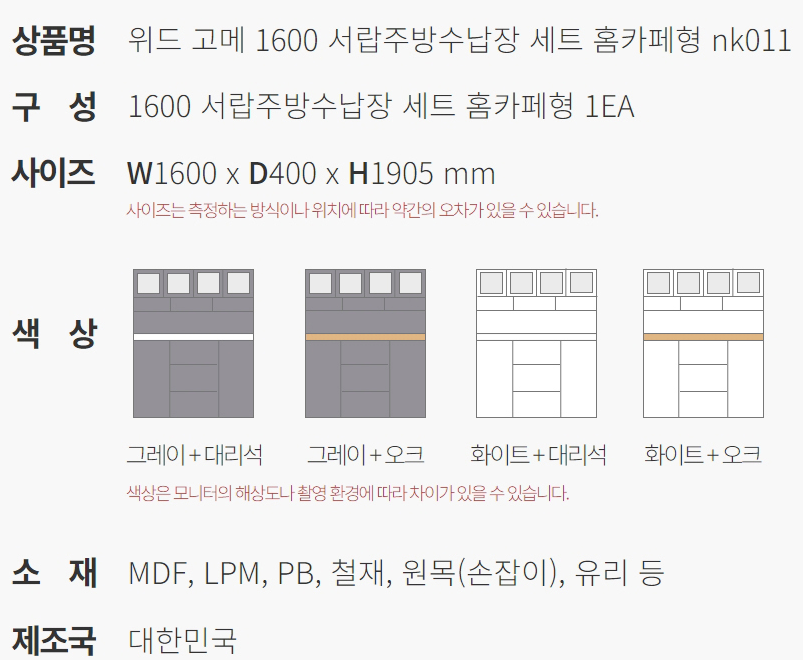 상품명 위드 고메 1600 서랍주방수납장 세트 홈카페형 nk011
구 성 1600 서랍주방수납장 세트 홈카페형 1EA
사이즈 W1600 x D400 x H1905 mm
사이즈는 측정하는 방식이나 위치에 따라 약간의 오차가 있을 수 있습니다.
색 상
그레이 + 대리석 그레이 + 오크 화이트 + 대리석 화이트 + 오크
색상은 모니터의 해상도나 촬영 환경에 따라 차이가 있을 수 있습니다.
소 재 MDF, LPM, PB, 철재, 원목(손잡이), 유리 등
제조국 대한민국